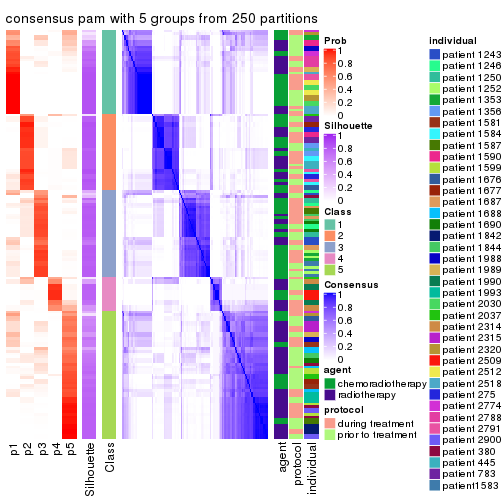 consensus pam with 5 groups from 250 partitions
Prob
1
0.8
0.6
0.4
0.2
0
Silhouette
1
0.8
0.6
0.4
0.2
0
Class
1
2
3
4
5
Consensus
1
0.8
0.6
0.4
0.2
0
agent
chemoradiotherapy
radiotherapy
protocol
during treatment
prior to treatment
individual
patient 1243
patient 1246
patient 1250
patient 1252
patient 1353
patient 1356
patient 1581
patient 1584
patient 1587
patient 1590
patient 1599
patient 1676
patient 1677
patient 1687
patient 1688
patient 1690
patient 1842
patient 1844
patient 1988
patient 1989
patient 1990
patient 1993
patient 2030
patient 2037
patient 2314
patient 2315
patient 2320
patient 2509
patient 2512
patient 2518
patient 275
patient 2774
patient 2788
patient 2791
patient 2900
patient 380
patient 445
patient 783
patient1583
p1
p2
p3
p4
p5
Silhouette
Class
agent
protocol
individual